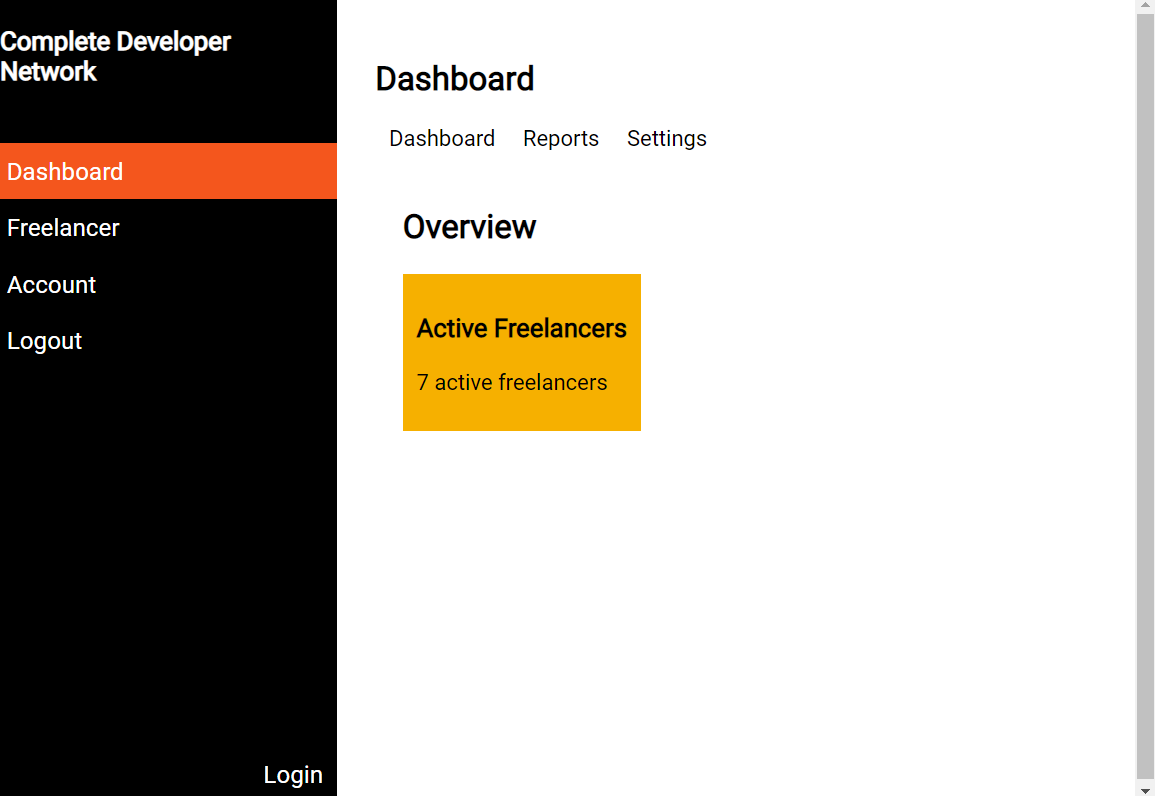 Complete Developer
Network
Dashboard
Freelancer
Account
Logout
Login
Dashboard
Dashboard Reports Settings
Overview
Active Freelancers
7 active freelancers